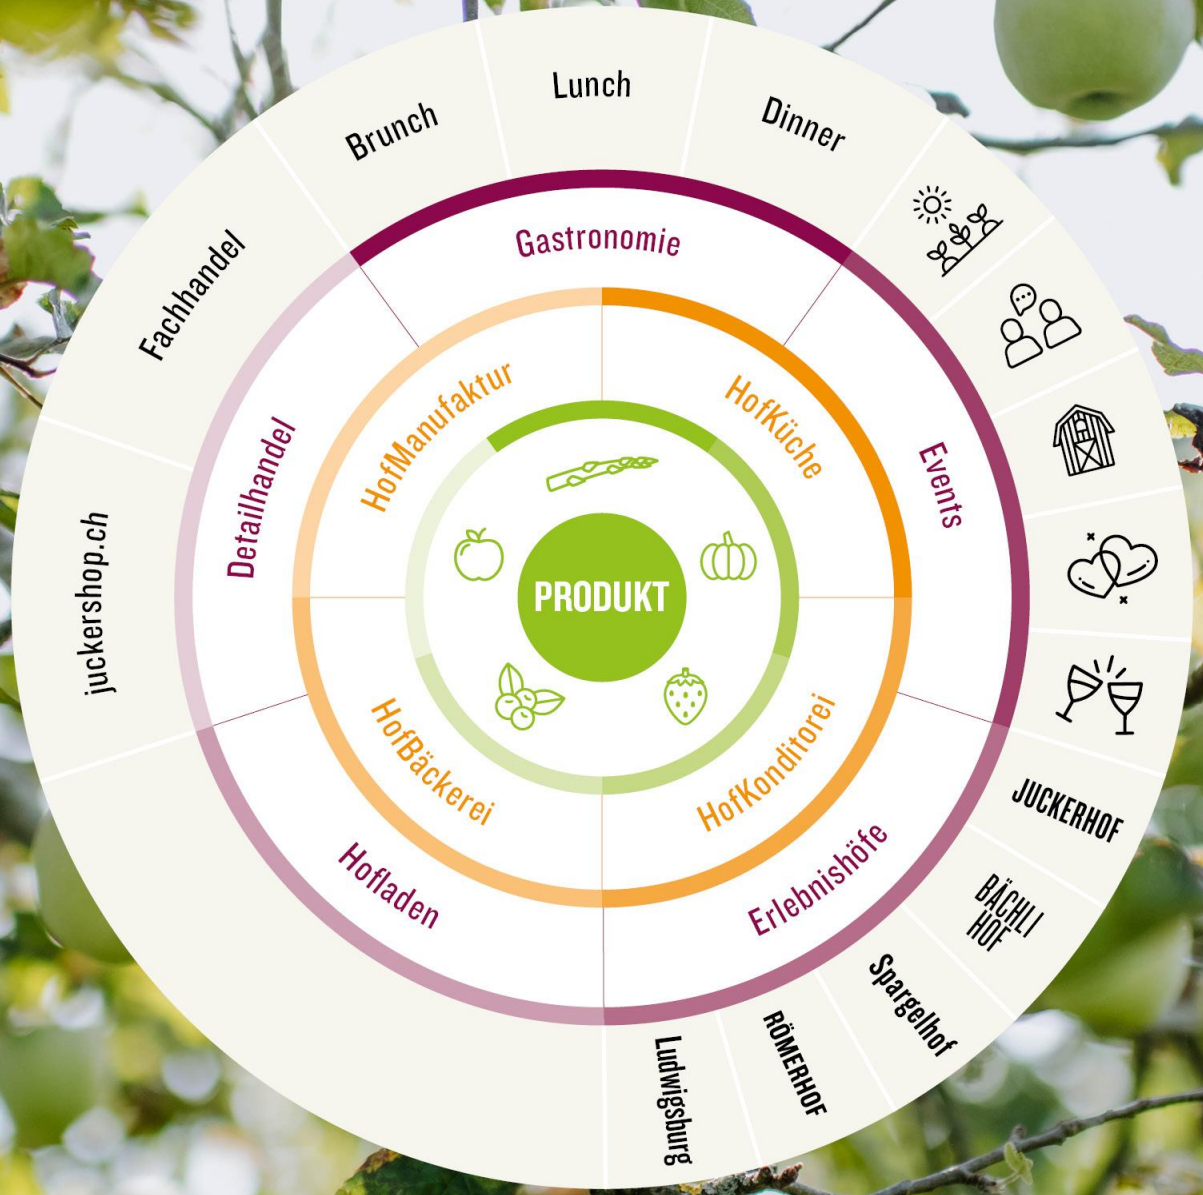 Brunch
Lunch
Dinner
Fachhandel
juckershop.ch
Gastronomie
Detailhandel
Events
Hofladen
Erlebnishöfe
HofManufaktur
HofKüche
HofBäckerei
HofKonditorei
PRODUKT
JUCKERHOF
BÄCHLI
HOF
Spargelhof
RÖMERHOF
Ludwigsburg